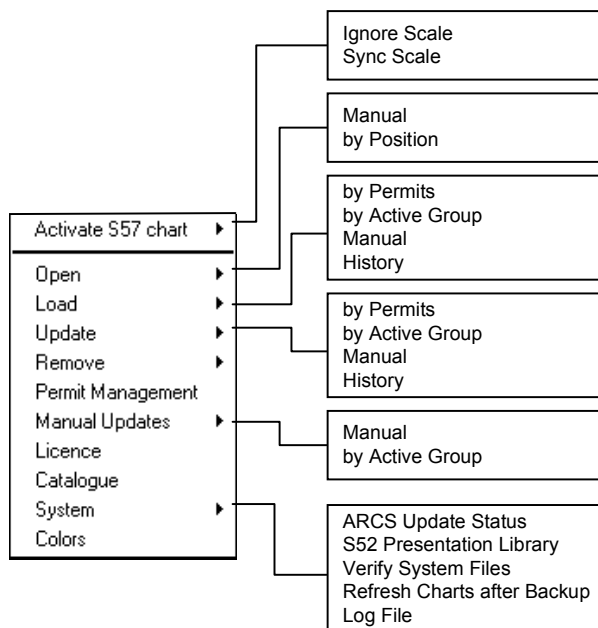 Activate S57 chart
Open
Load
Update
Remove
Permit Management
Manual Updates
Licence
Catalogue
System
Colors
Ignore Scale
Sync Scale
Manual
by Position
by Permits
by Active Group
Manual
History
by Permits
by Active Group
Manual
History
Manual
by Active Group
ARCS Update Status
S52 Presentation Library
Verify System Files
Refresh Charts after Backup
Log File